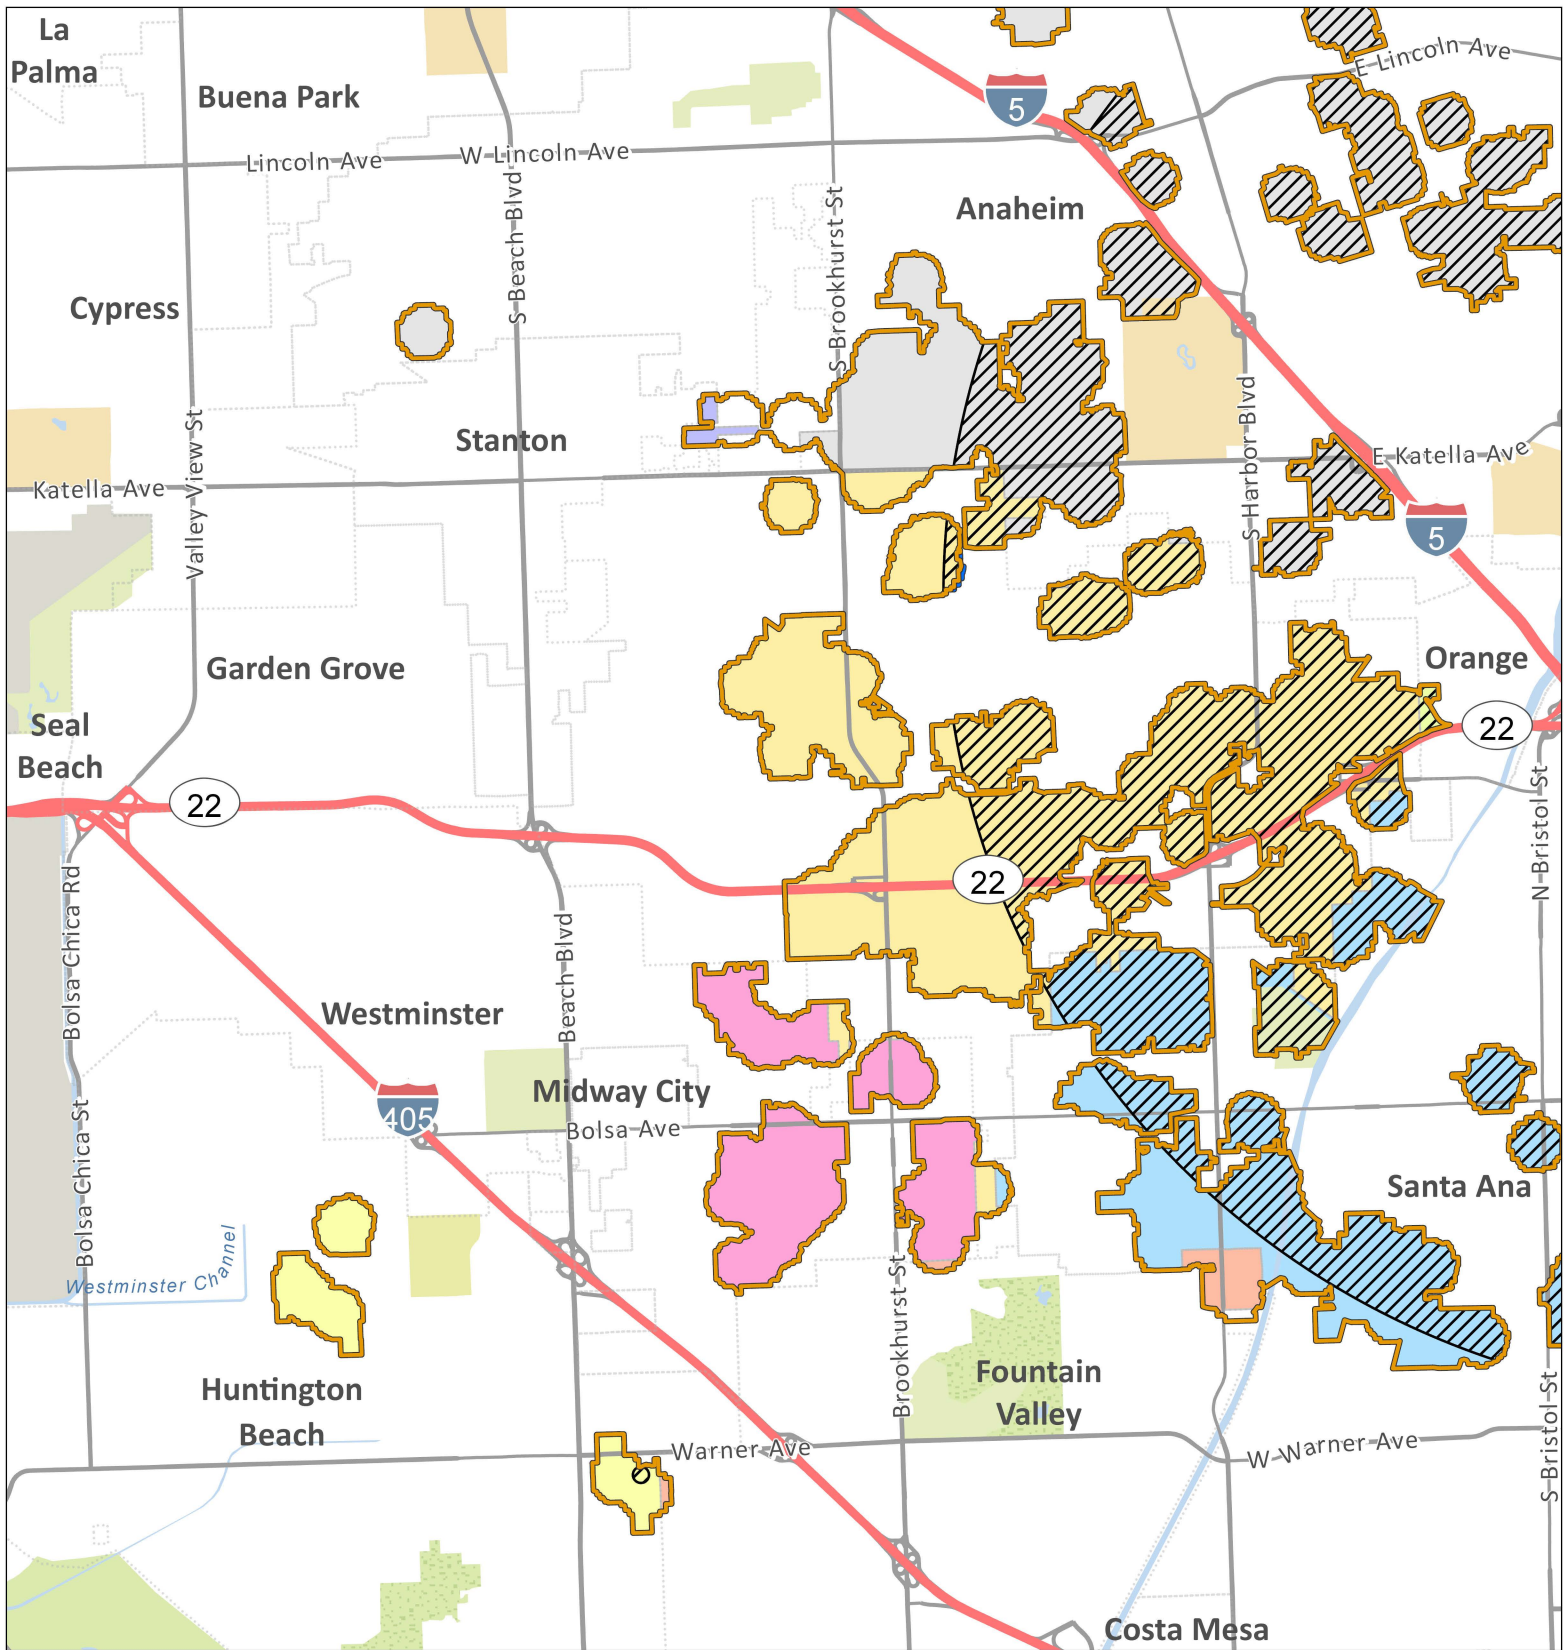 La
Palma
Buena Park
E Lincoln Ave
5
Lincoln Ave
W Lincoln Ave
S Beach Blvd
S Brookhurst St
Anaheim
Cypress
Stanton
Valley View St
Katella Ave
S Harbor Blvd
E Katella Ave
5
Garden Grove
Orange
Seal
Beach
22
22
22
N Bristol St
Bolsa Chica Rd
Beach Blvd
Westminster
Midway City
Bolsa Ave
405
Bolsa Chica St
Santa Ana
Westminster Channel
Brookhurst St
Huntington
Beach
Fountain
Valley
Warner Ave
W Warner Ave
S Bristol St
Costa Mesa